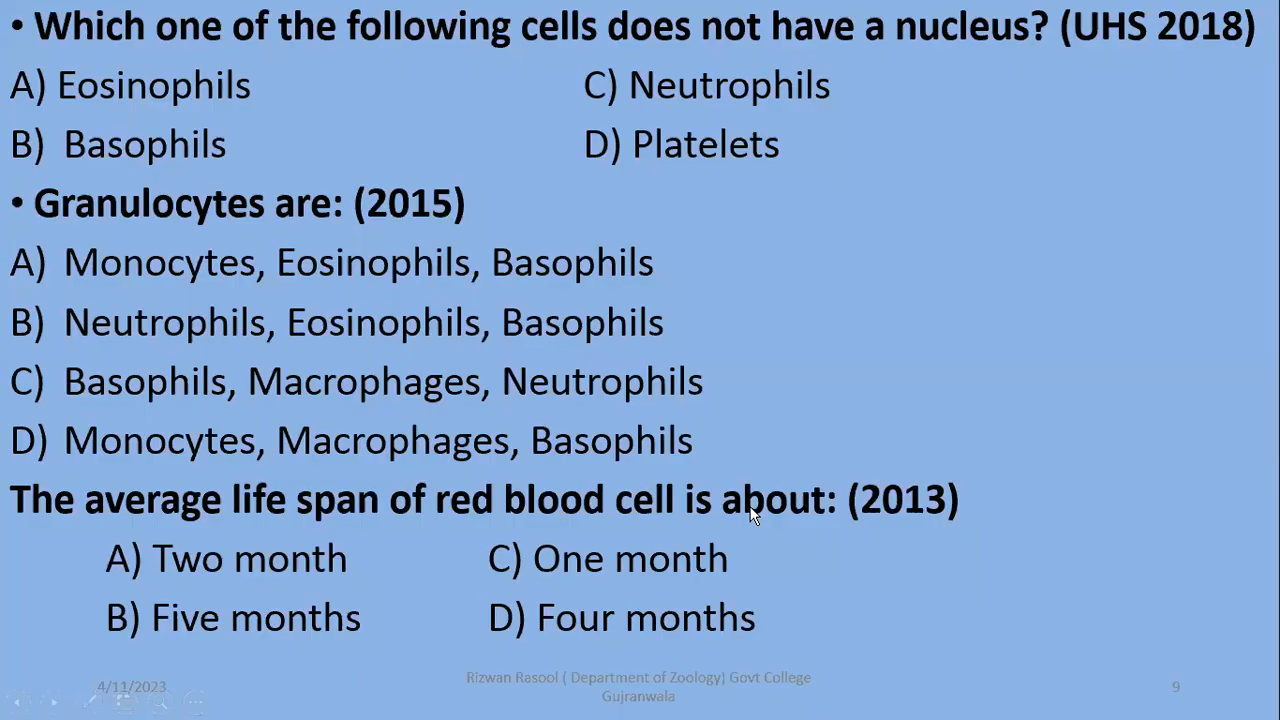 • Which one of the following cells does not have a nucleus? (UHS 2018)
A) Eosinophils C) Neutrophils
B) Basophils D) Platelets
• Granulocytes are: (2015)
A) Monocytes, Eosinophils, Basophils
B) Neutrophils, Eosinophils, Basophils
C) Basophils, Macrophages, Neutrophils
D) Monocytes, Macrophages, Basophils
The average life span of red blood cell is about: (2013)
A) Two month C) One month
B) Five months D) Four months
4/11/2023
Rizwan Rasool ( Department of Zoology) Govt College
Gujranwala
9